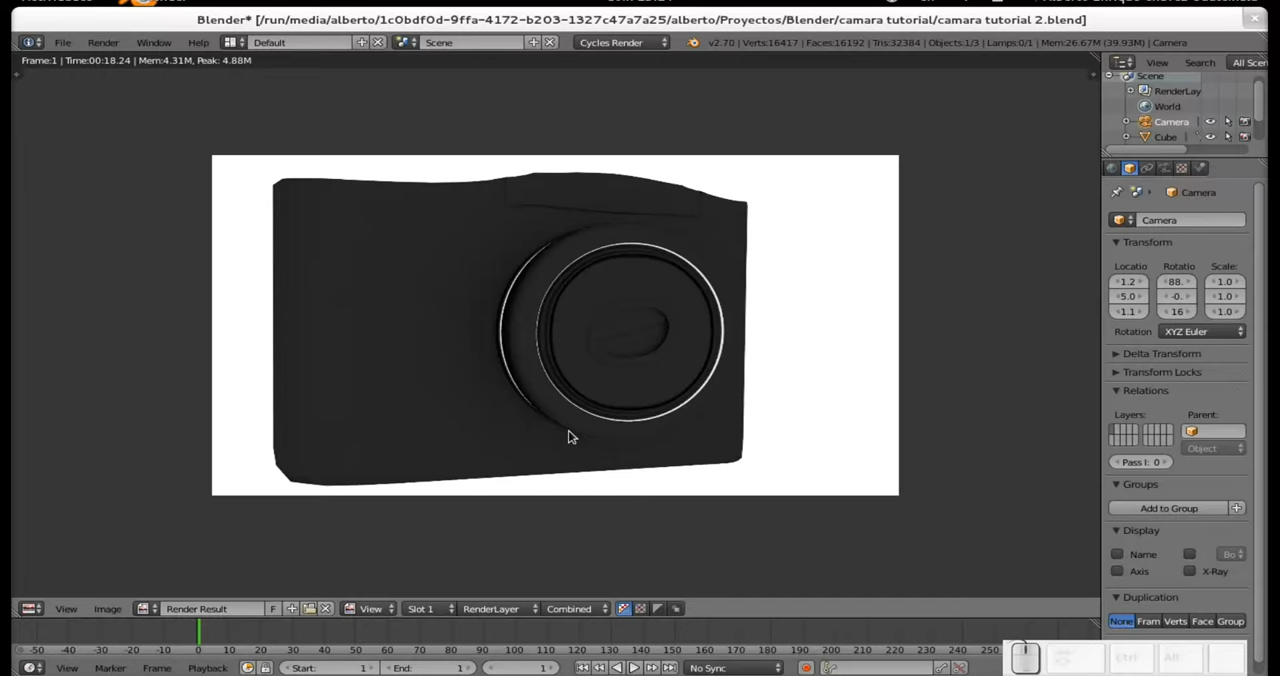 Blender* [/run/media/alberto/1c0bdf0d-9ffa-4172-b203-1327c47a7a25/alberto/Proyectos/Blender/camara tutorial/camara tutorial 2.blend]
File Render Window Help Default Scene Cycles Render v2.70 | Verts:16417 | Faces:16192 | Tris:32384 | Objects:1/3 | Lamps:0/1 | Mem:26.67M (39.93M) | Camera
Frame:1 | Time:00:18.24 | Mem:4.31M, Peak: 4.88M
View Search All Scen
Scene
RenderLay
World
Camera
Cube
Camera
Camera
Transform
Locatio Rotatio Scale:
1.2 88. 1.0
5.0 -0. 1.0
1.1 16 1.0
Rotation XYZ Euler
Delta Transform
Transform Locks
Relations
Layers: Parent:
Object
Pass I: 0
Groups
Add to Group
Display
Name Bo
Axis X-Ray
Duplication
None Fram Verts Face Group
View Image Render Result F View Slot 1 RenderLayer Combined
-50 -40 -30 -20 -10 0 10 20 30 40 50 60 70 80 90 100 110 120 130 140 150 160 170 180 190 200 210 220 230 240 250
View Marker Frame Playback Start: 1 End: 1 1 No Sync
Ctrl Alt